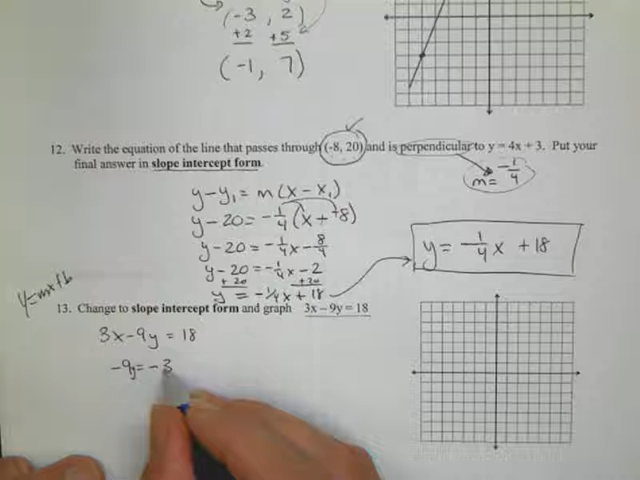 (-3, 2)
+2 +5
(-1, 7)
12. Write the equation of the line that passes through (-8, 20) and is perpendicular to y = 4x + 3. Put your
final answer in slope intercept form.
m= -1/4
y-y₁ = m(x-x₁)
y-20 = -1/4 (x+8)
y-20 = -1/4x - 8/4
y-20 = -1/4x - 2
+20 +20
y = -1/4x + 18
y = -1/4x + 18
y=mx+b
13. Change to slope intercept form and graph 3x – 9y = 18
3x-9y = 18
-9y = -3